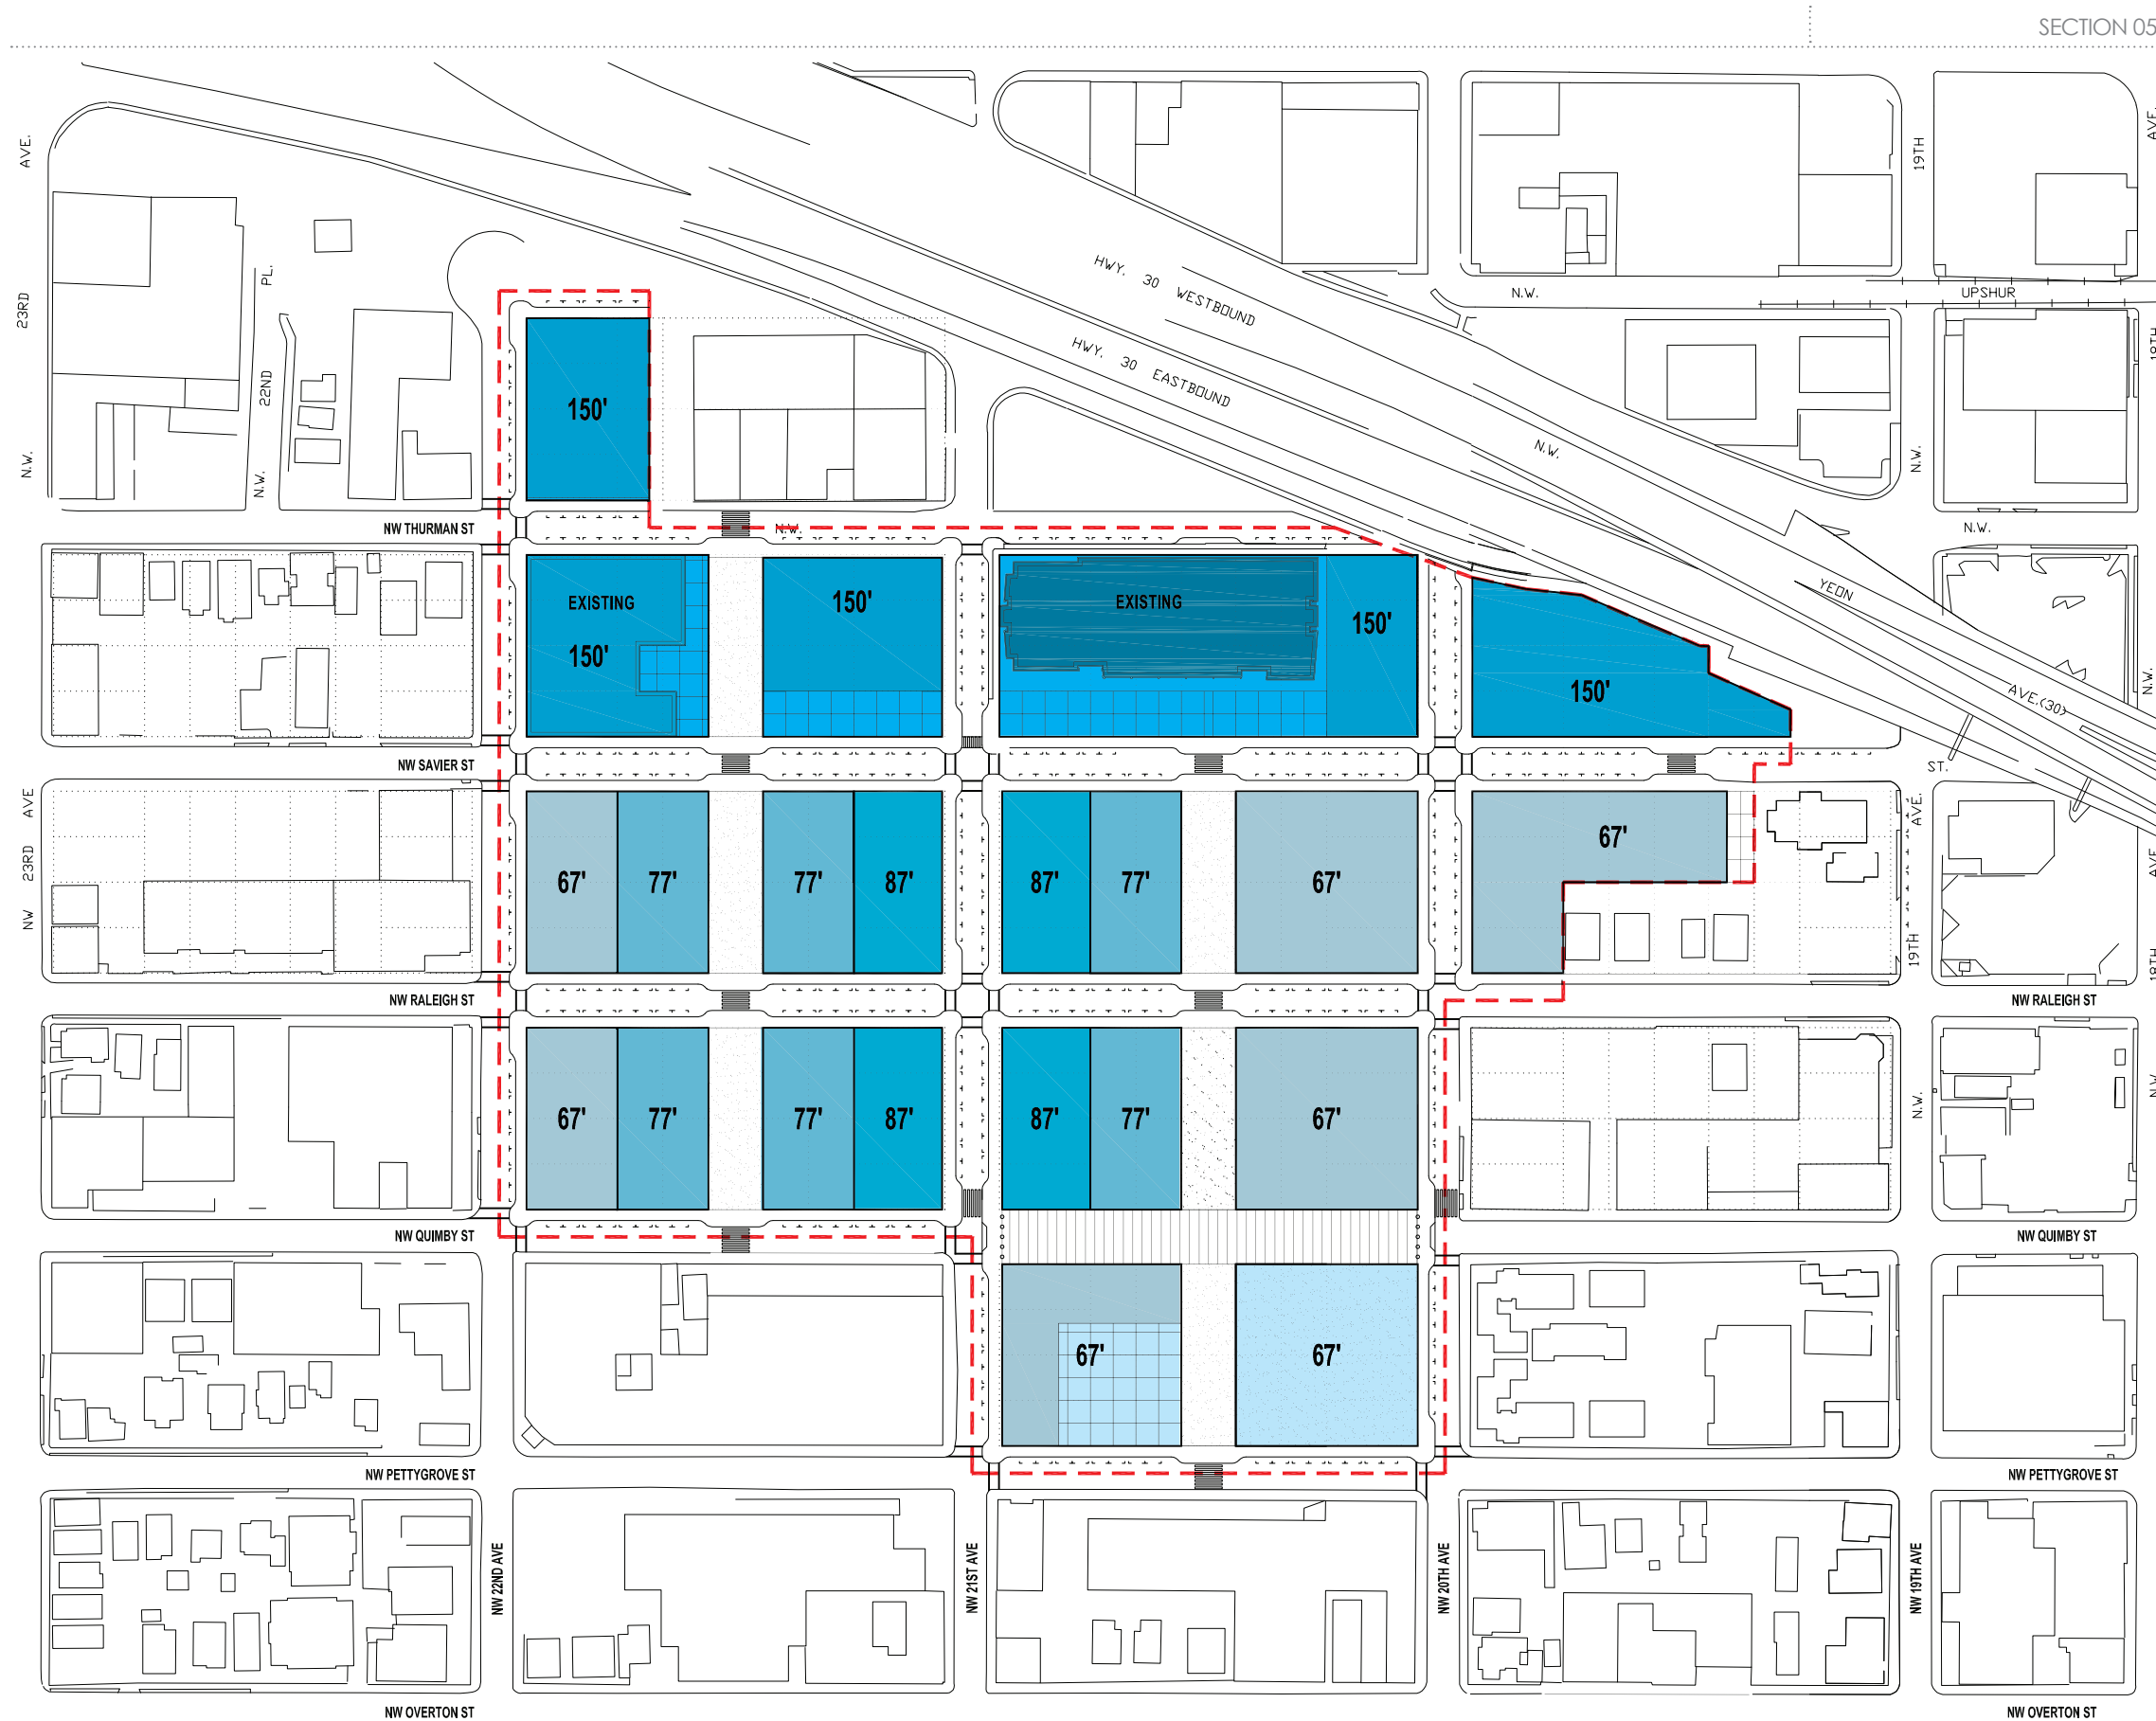 SECTION 05
AVE.
23RD
N.W.
PL.
22ND
N.W.
HWY. 30 WESTBOUND
HWY. 30 EASTBOUND
N.W.
UPSHUR
19TH
N.W.
AVE.
18TH
N.W.
150'
NW THURMAN ST
N.W.
N.W.
YEON
AVE.(30)
N.W.
EXISTING
150'
150'
EXISTING
150'
150'
NW SAVIER ST
ST.
AVE
23RD
NW
67'
77'
77'
87'
87'
77'
67'
67'
AVE.
19TH
AVE
18TH
NW RALEIGH ST
NW RALEIGH ST
67'
77'
77'
87'
87'
77'
67'
N.W.
N.W.
NW QUIMBY ST
NW QUIMBY ST
67'
67'
NW PETTYGROVE ST
NW PETTYGROVE ST
NW 22ND AVE
NW 21ST AVE
NW 20TH AVE
NW 19TH AVE
NW OVERTON ST
NW OVERTON ST